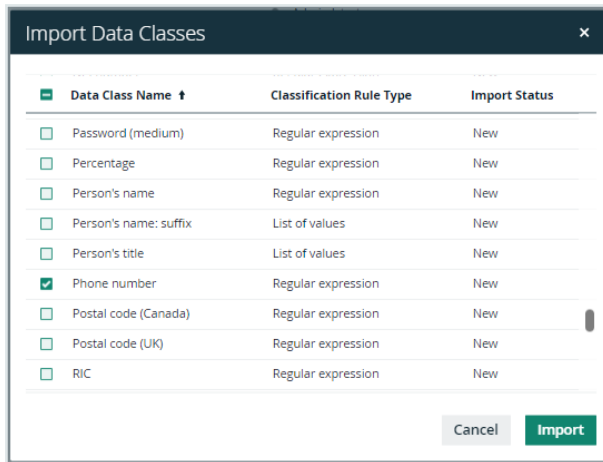 Import Data Classes ×
Data Class Name ↑ Classification Rule Type Import Status
Password (medium) Regular expression New
Percentage Regular expression New
Person's name Regular expression New
Person's name: suffix List of values New
Person's title List of values New
Phone number Regular expression New
Postal code (Canada) Regular expression New
Postal code (UK) Regular expression New
RIC Regular expression New
Cancel Import